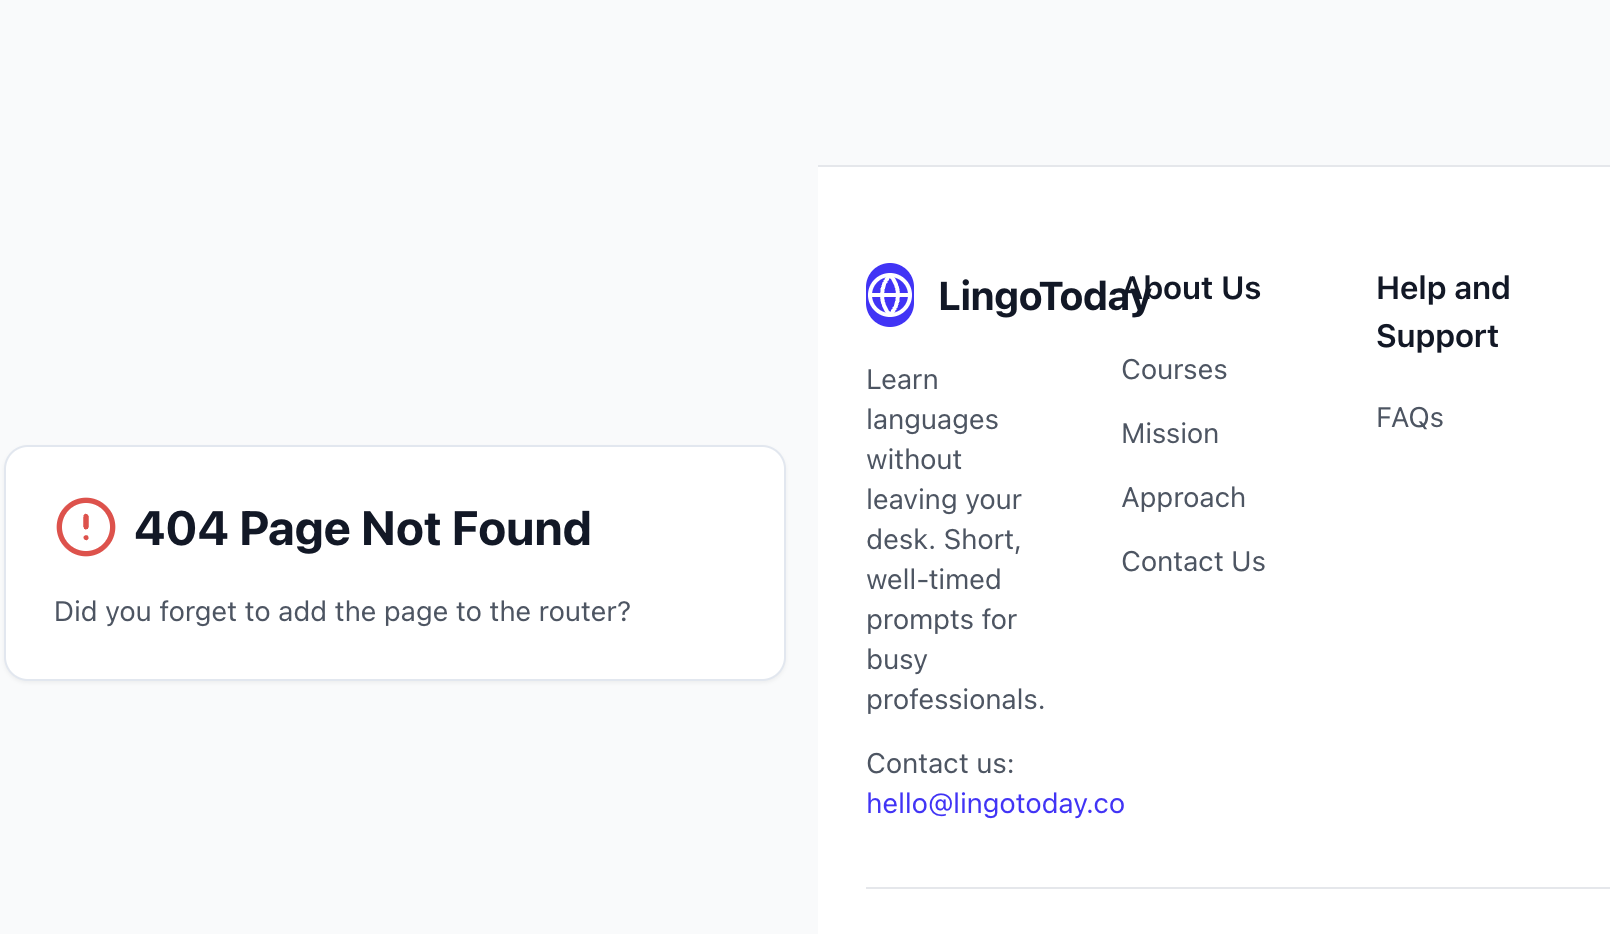 404 Page Not Found
Did you forget to add the page to the router?
LingoToday
Learn
languages
without
leaving your
desk. Short,
well-timed
prompts for
busy
professionals.
Contact us:
hello@lingotoday.co
About Us
Courses
Mission
Approach
Contact Us
Help and
Support
FAQs